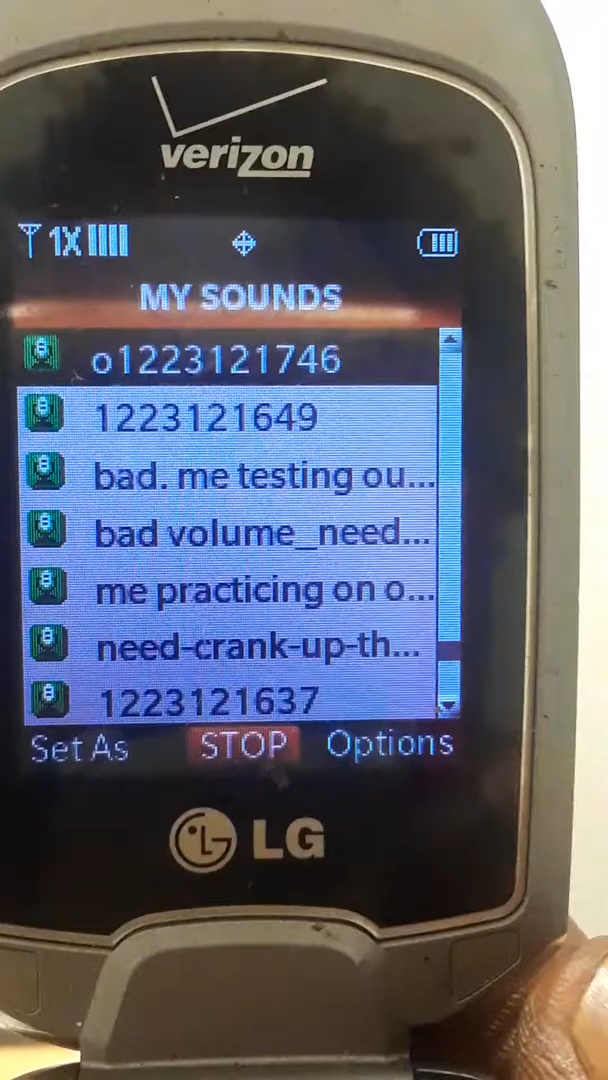 verizon
1X
MY SOUNDS
o1223121746
1223121649
bad. me testing ou...
bad volume_need...
me practicing on o...
need-crank-up-th...
1223121637
Set As STOP Options
LG LG